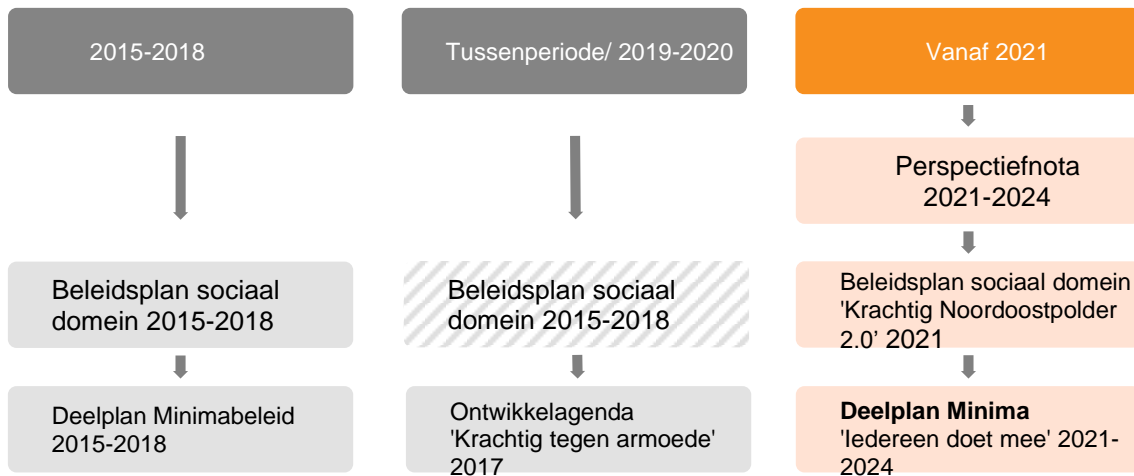 2015-2018
Beleidsplan sociaal
domein 2015-2018
Deelplan Minimabeleid
2015-2018
Tussenperiode/ 2019-2020
Beleidsplan sociaal
domein 2015-2018
Ontwikkelagenda
'Krachtig tegen armoede'
2017
Vanaf 2021
Perspectiefnota
2021-2024
Beleidsplan sociaal domein
'Krachtig Noordoostpolder
2.0’ 2021
Deelplan Minima
'Iedereen doet mee' 2021-
2024